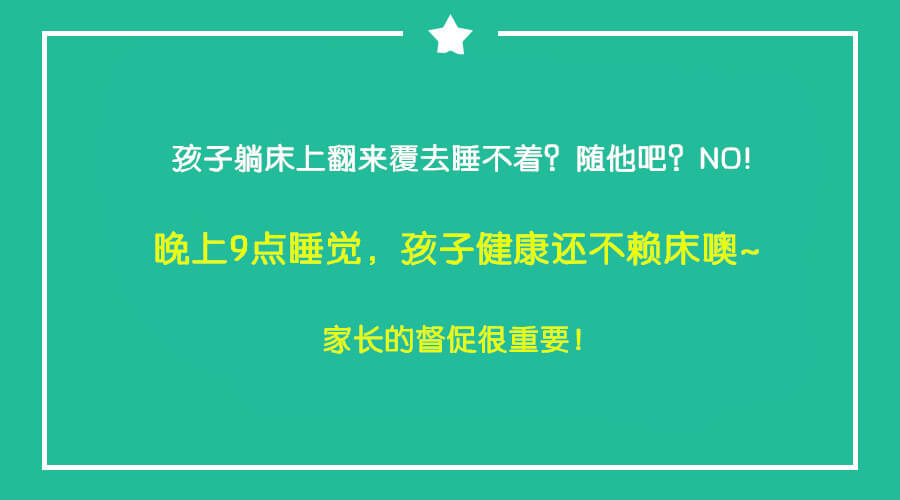 孩子躺床上翻来覆去睡不着？随他吧？NO!
晚上9点睡觉，孩子健康还不赖床噢~
家长的督促很重要！